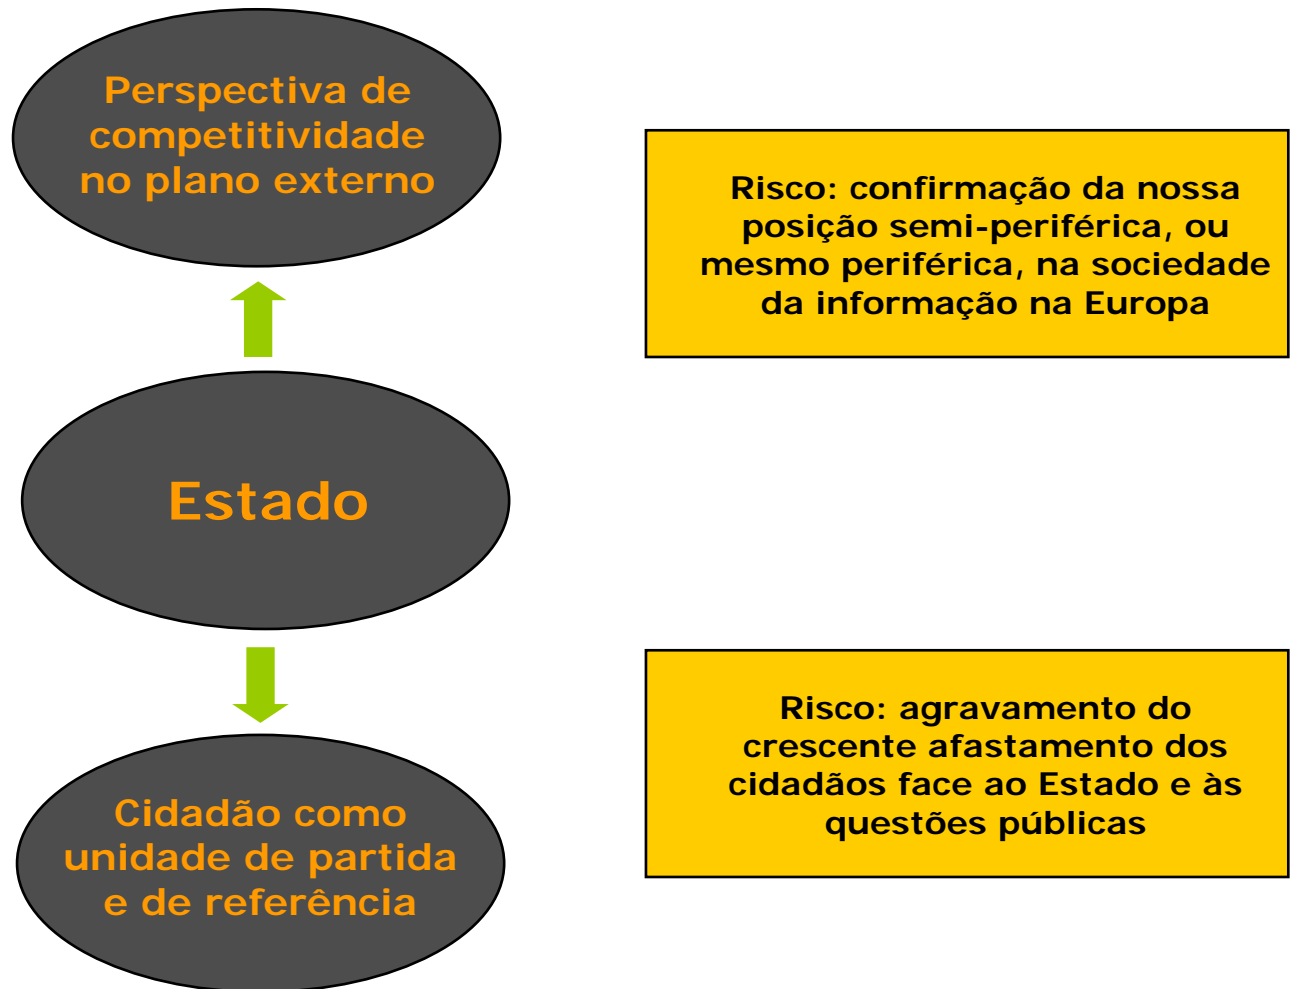 Perspectiva de
competitividade
no plano externo
Risco: confirmação da nossa
posição semi-periférica, ou
mesmo periférica, na sociedade
da informação na Europa
Estado
Cidadão como
unidade de partida
e de referência
Risco: agravamento do
crescente afastamento dos
cidadãos face ao Estado e às
questões públicas